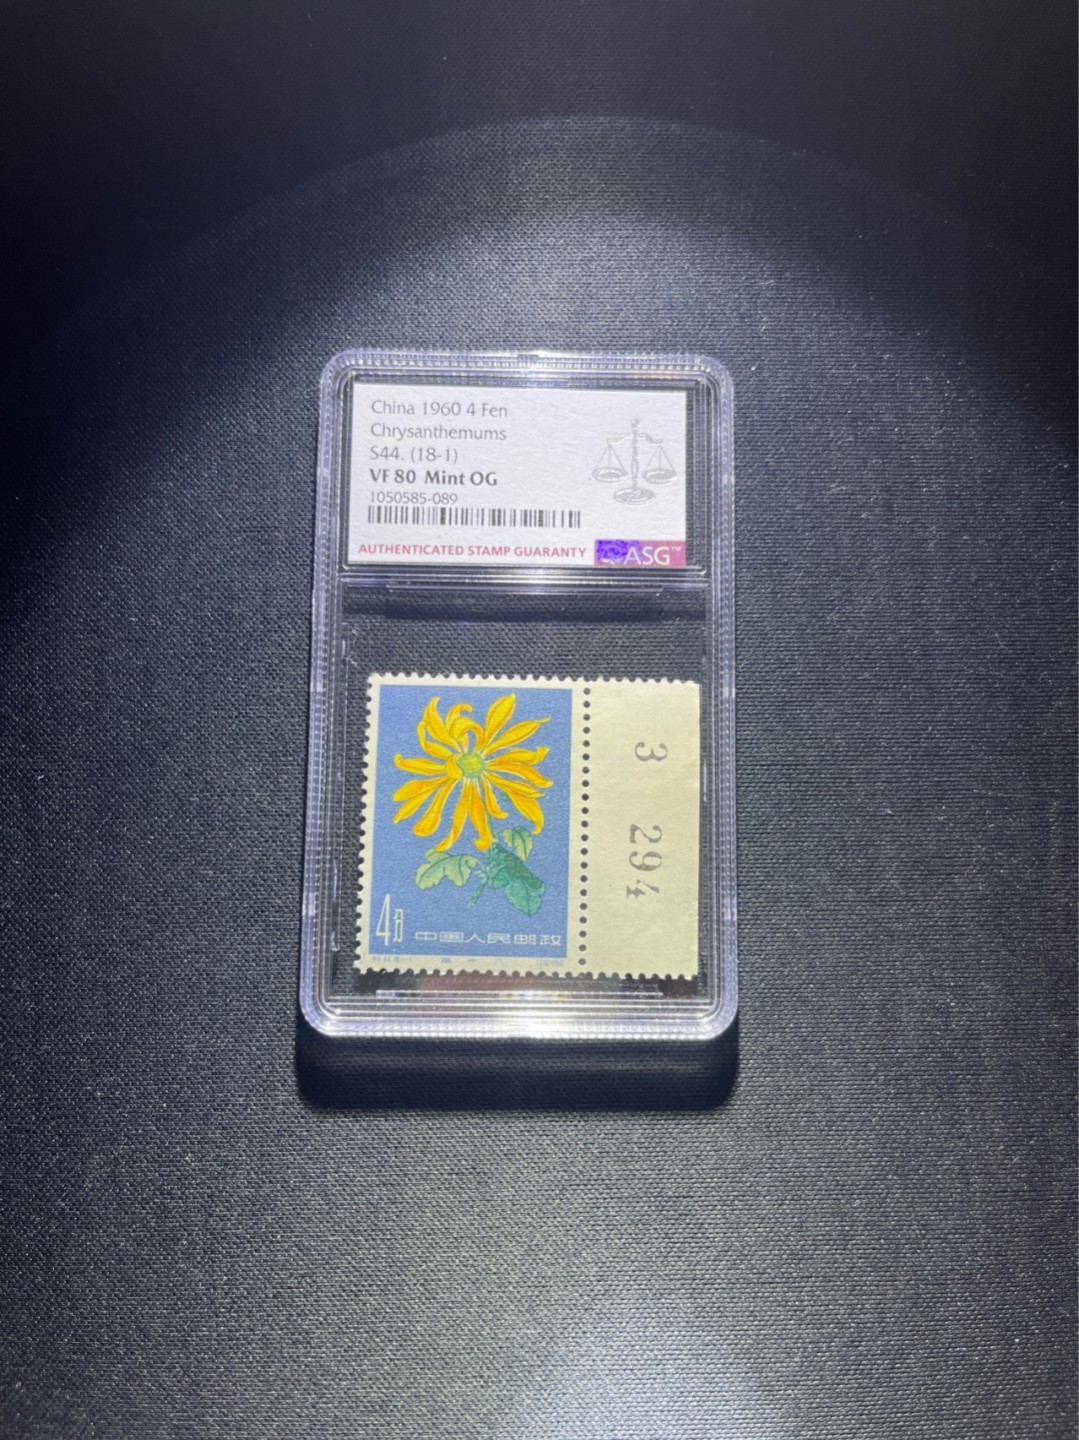 China 1960 4 Fen
Chrysanthemums
S44. (18-1)
VF 80 Mint OG
1050585-089
AUTHENTICATED STAMP GUARANTY
ASG™
3 294
4分 中国人民邮政